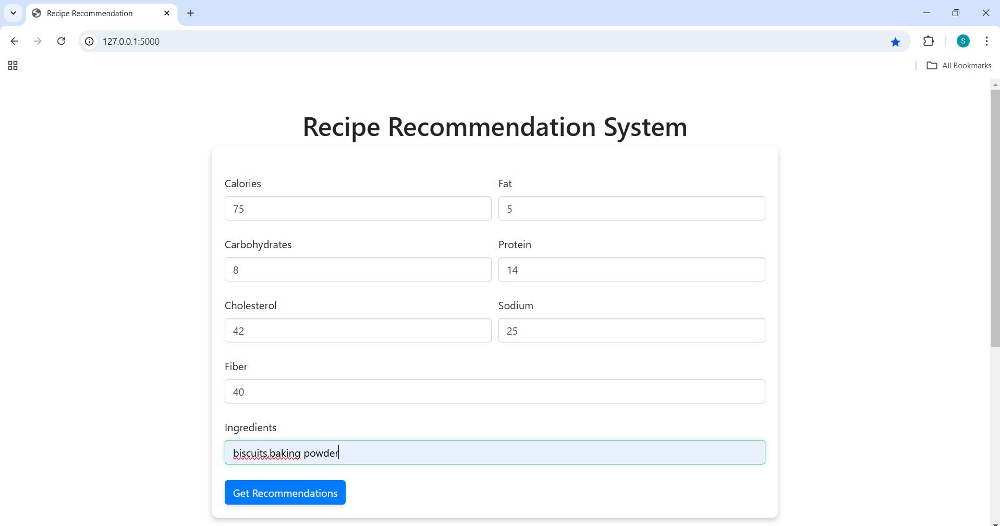 Recipe Recommendation
127.0.0.1:5000
S
All Bookmarks
Recipe Recommendation System
Calories Fat
75 5
Carbohydrates Protein
8 14
Cholesterol Sodium
42 25
Fiber
40
Ingredients
biscuits,baking powder
Get Recommendations